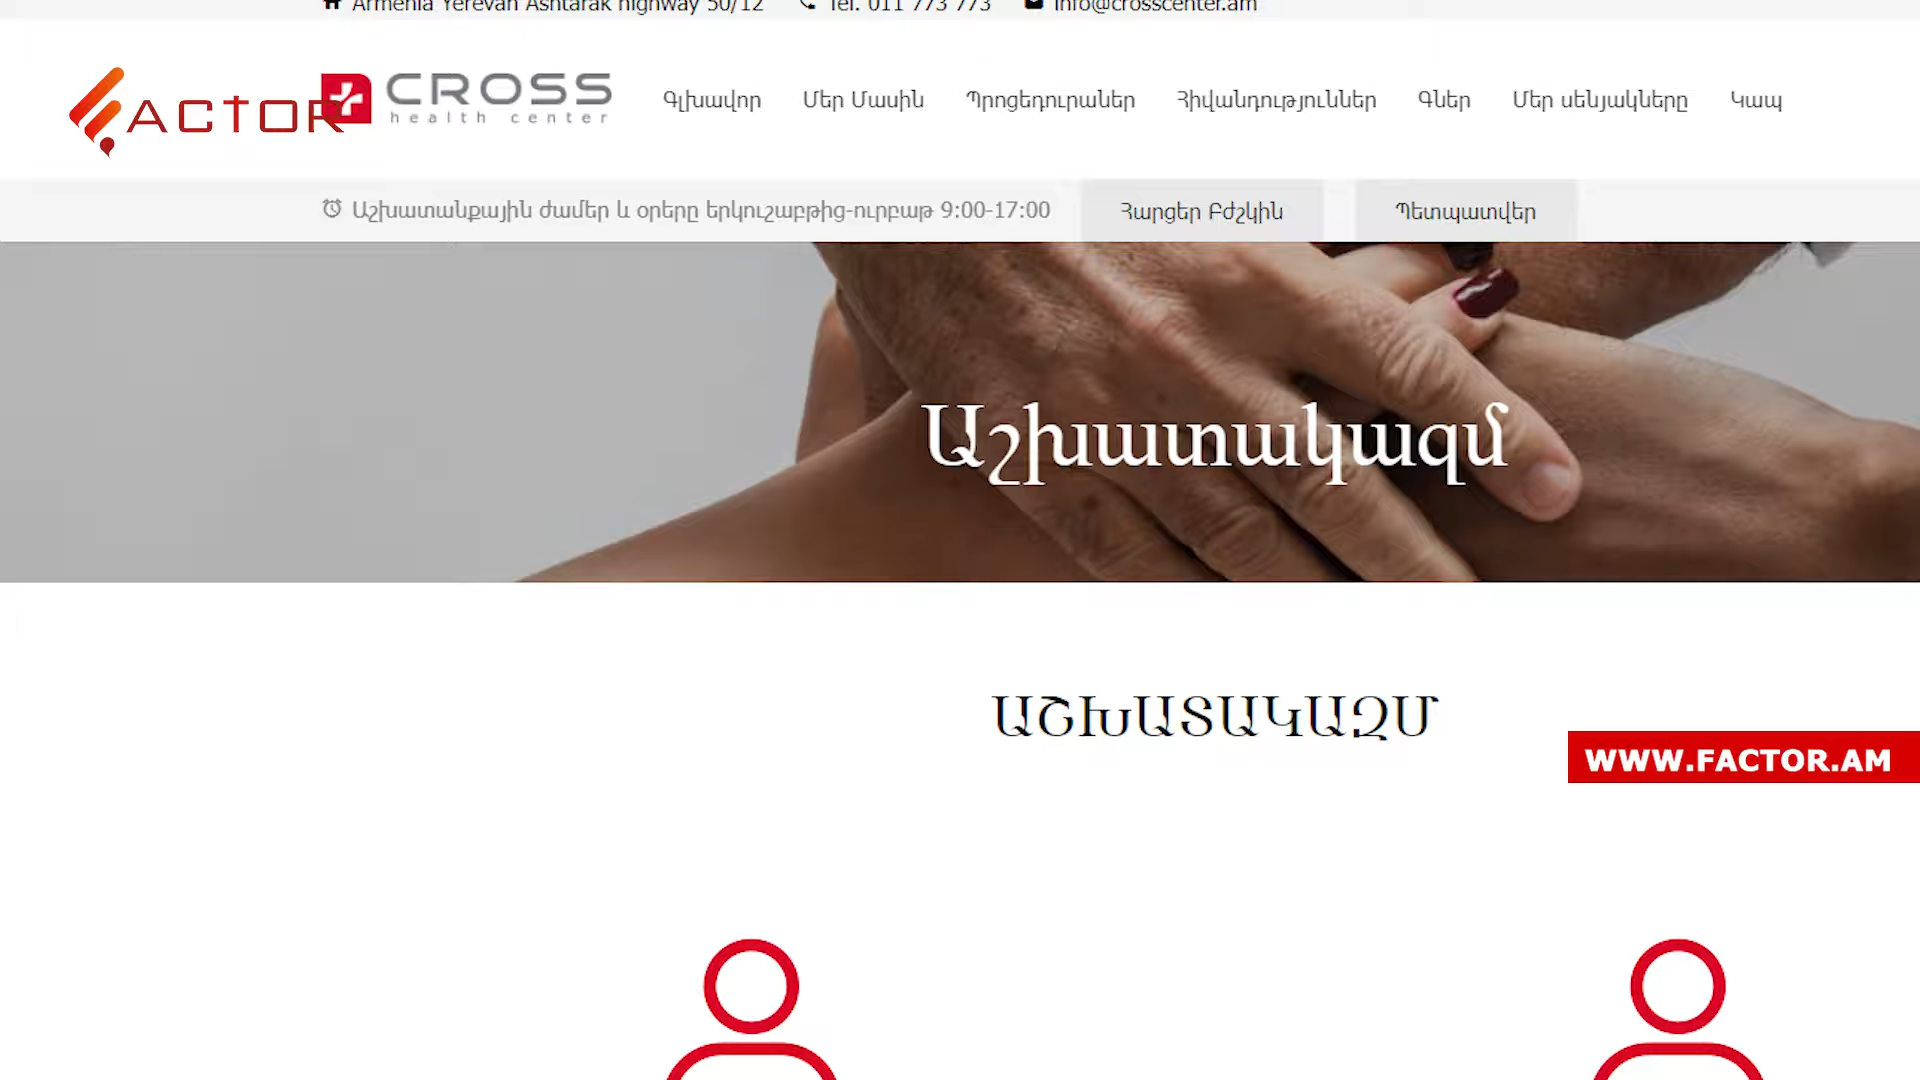 Armenia Yerevan Ashtarak highway 50/12 Tel. 011 773 773 info@crosscenter.am
FACTOR
CROSS
health center
Գլխավոր Մեր Մասին Պրոցեդուրաներ Հիվանդություններ Գներ Մեր սենյակները Կապ
Աշխատանքային ժամեր և օրերը երկուշաբթից-ուրբաթ 9:00-17:00 Հարցեր Բժշկին Պետպատվեր
Աշխատակազմ
ԱՇԽԱՏԱԿԱԶՄ
WWW.FACTOR.AM